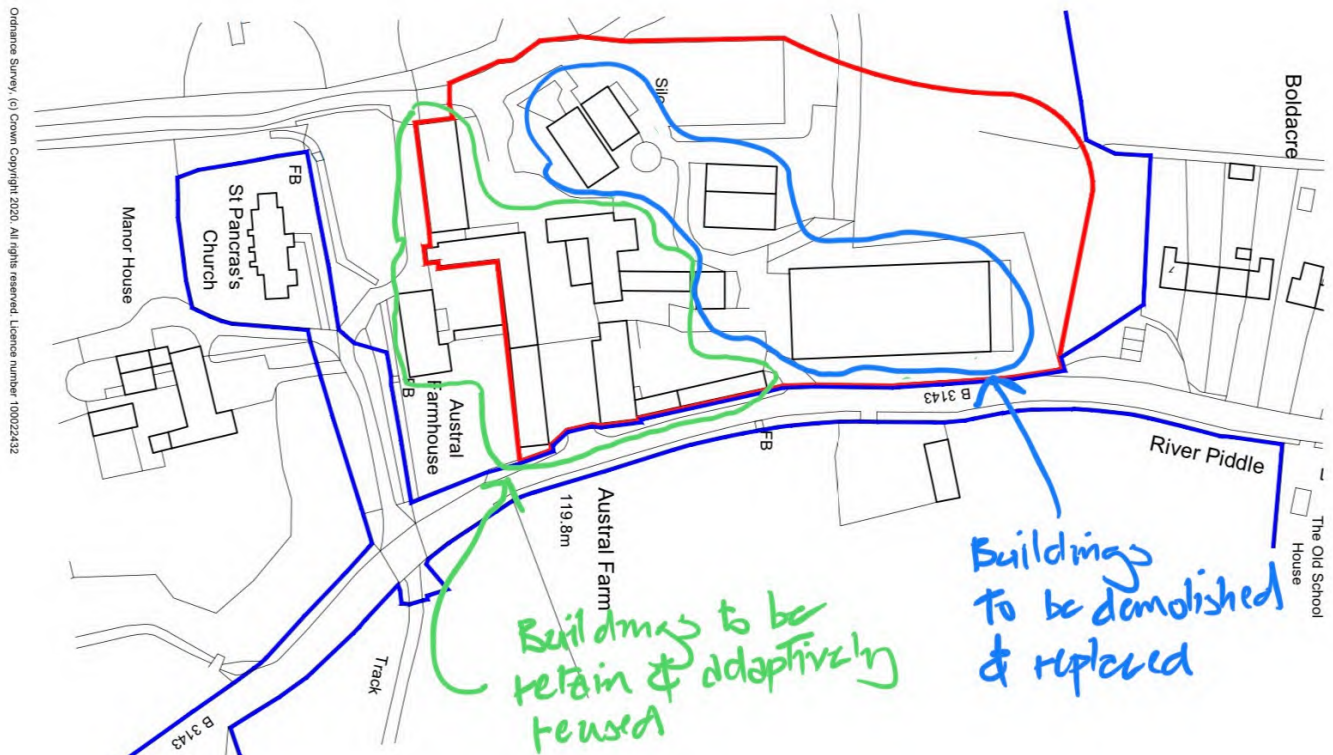 Ordnance Survey, (c) Crown Copyright 2020. All rights reserved. Licence number 100022432
Boldacre
Silo
FB
St Pancras's
Church
Manor House
FB
Austral
Farmhouse
B 3143
FB
River Piddle
Austral Farm
119.8m
The Old School
House
Track
B 3143
Buildings to be
retain & adaptively
reused
Buildings
to be demolished
& replaced